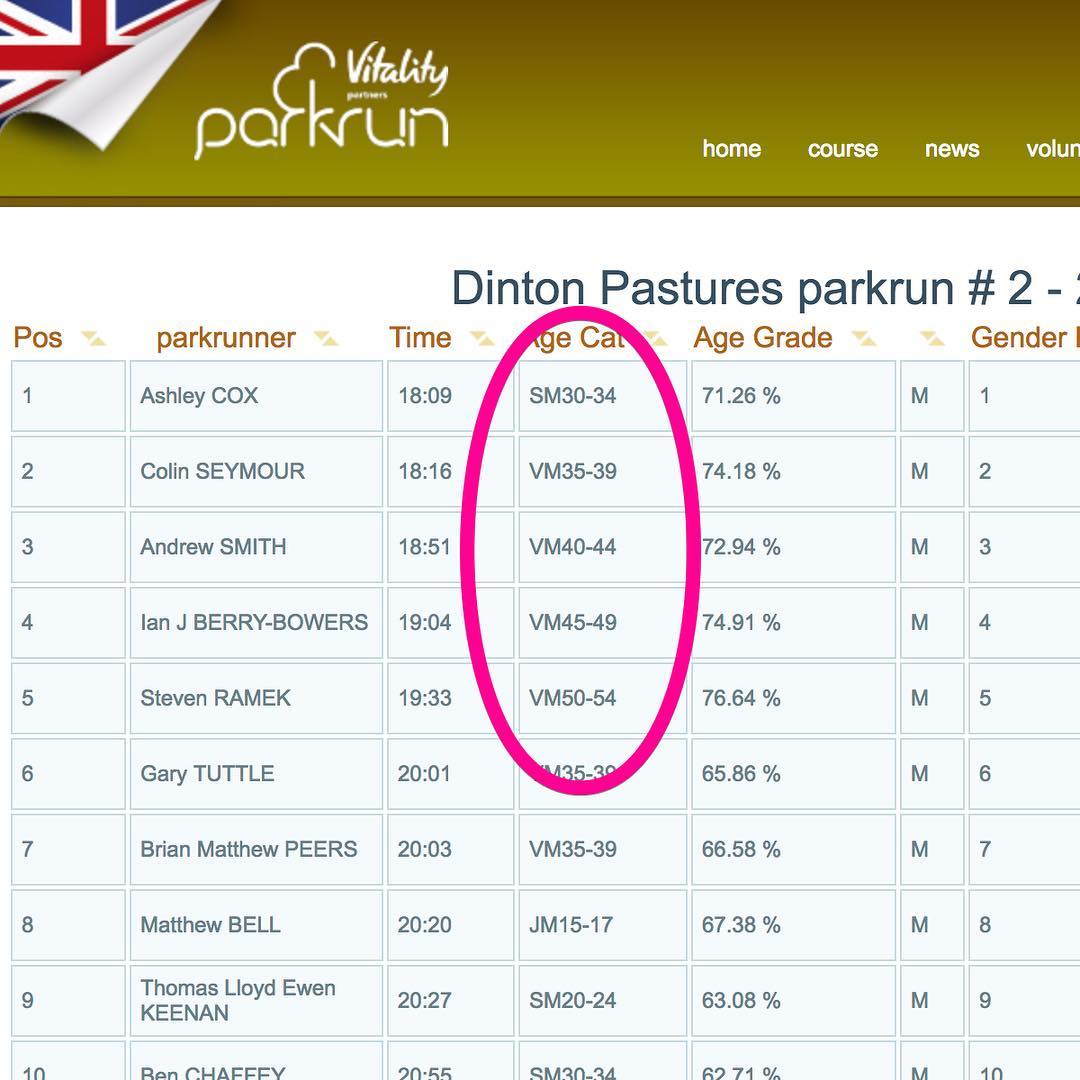 Vitality
partners
parkrun
home course news volun
Dinton Pastures parkrun # 2 -
Pos parkrunner Time Age Cat Age Grade Gender
1 Ashley COX 18:09 SM30-34 71.26 % M 1
2 Colin SEYMOUR 18:16 VM35-39 74.18 % M 2
3 Andrew SMITH 18:51 VM40-44 72.94 % M 3
4 Ian J BERRY-BOWERS 19:04 VM45-49 74.91 % M 4
5 Steven RAMEK 19:33 VM50-54 76.64 % M 5
6 Gary TUTTLE 20:01 VM35-39 65.86 % M 6
7 Brian Matthew PEERS 20:03 VM35-39 66.58 % M 7
8 Matthew BELL 20:20 JM15-17 67.38 % M 8
9 Thomas Lloyd Ewen
KEENAN 20:27 SM20-24 63.08 % M 9
10 Ben CHAFFEY 20:55 SM30-34 62.71 % M 10